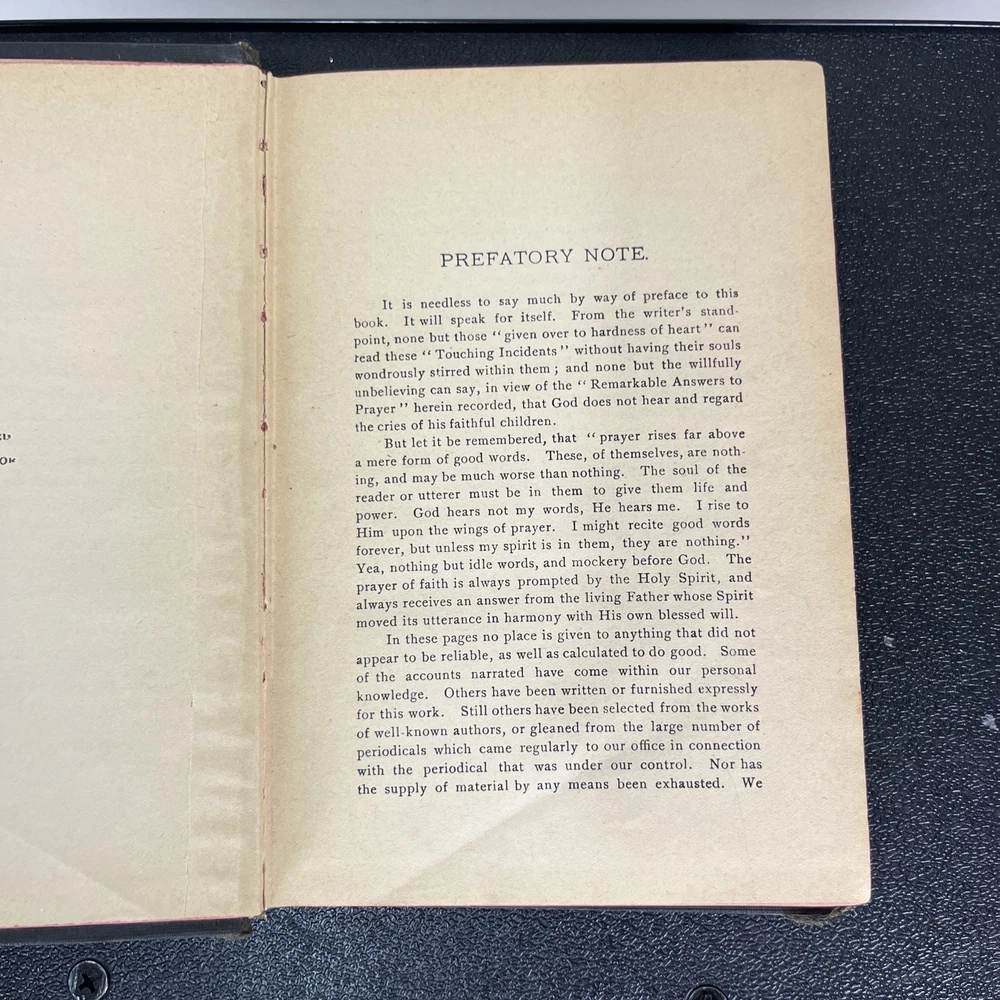 PREFATORY NOTE.
It is needless to say much by way of preface to this
book. It will speak for itself. From the writer's stand-
point, none but those “given over to hardness of heart” can
read these “Touching Incidents” without having their souls
wondrously stirred within them; and none but the willfully
unbelieving can say, in view of the “Remarkable Answers to
Prayer” herein recorded, that God does not hear and regard
the cries of his faithful children.
But let it be remembered, that “prayer rises far above
a mere form of good words. These, of themselves, are noth-
ing, and may be much worse than nothing. The soul of the
reader or utterer must be in them to give them life and
power. God hears not my words, He hears me. I rise to
Him upon the wings of prayer. I might recite good words
forever, but unless my spirit is in them, they are nothing.”
Yea, nothing but idle words, and mockery before God. The
prayer of faith is always prompted by the Holy Spirit, and
always receives an answer from the living Father whose Spirit
moved its utterance in harmony with His own blessed will.
In these pages no place is given to anything that did not
appear to be reliable, as well as calculated to do good. Some
of the accounts narrated have come within our personal
knowledge. Others have been written or furnished expressly
for this work. Still others have been selected from the works
of well-known authors, or gleaned from the large number of
periodicals which came regularly to our office in connection
with the periodical that was under our control. Nor has
the supply of material by any means been exhausted. We